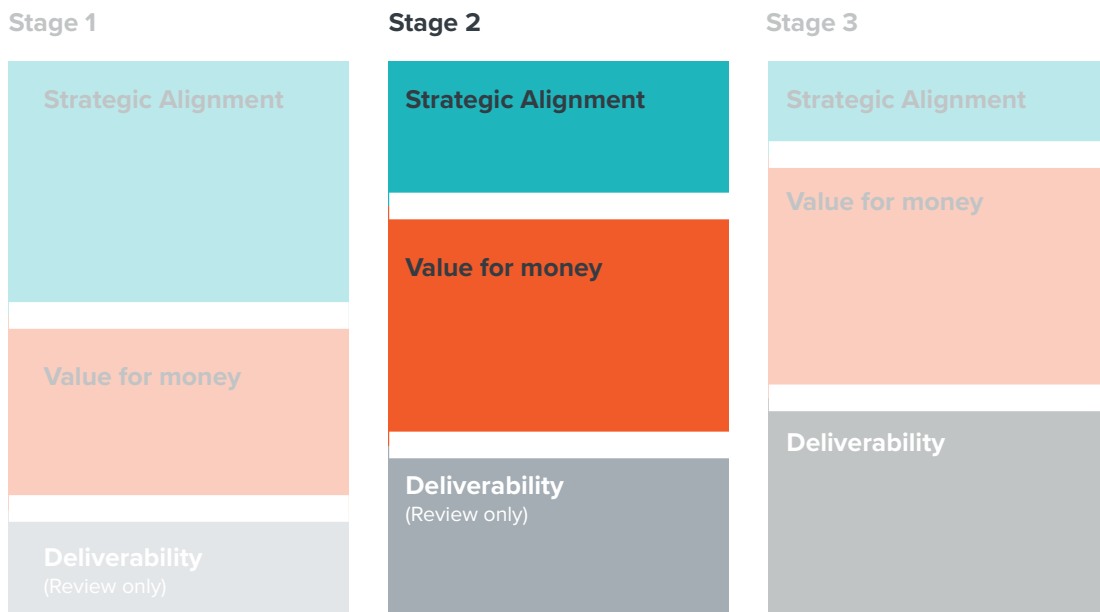 Stage 1
Strategic Alignment
Value for money
Deliverability
(Review only)
Stage 2
Strategic Alignment
Value for money
Deliverability
(Review only)
Stage 3
Strategic Alignment
Value for money
Deliverability